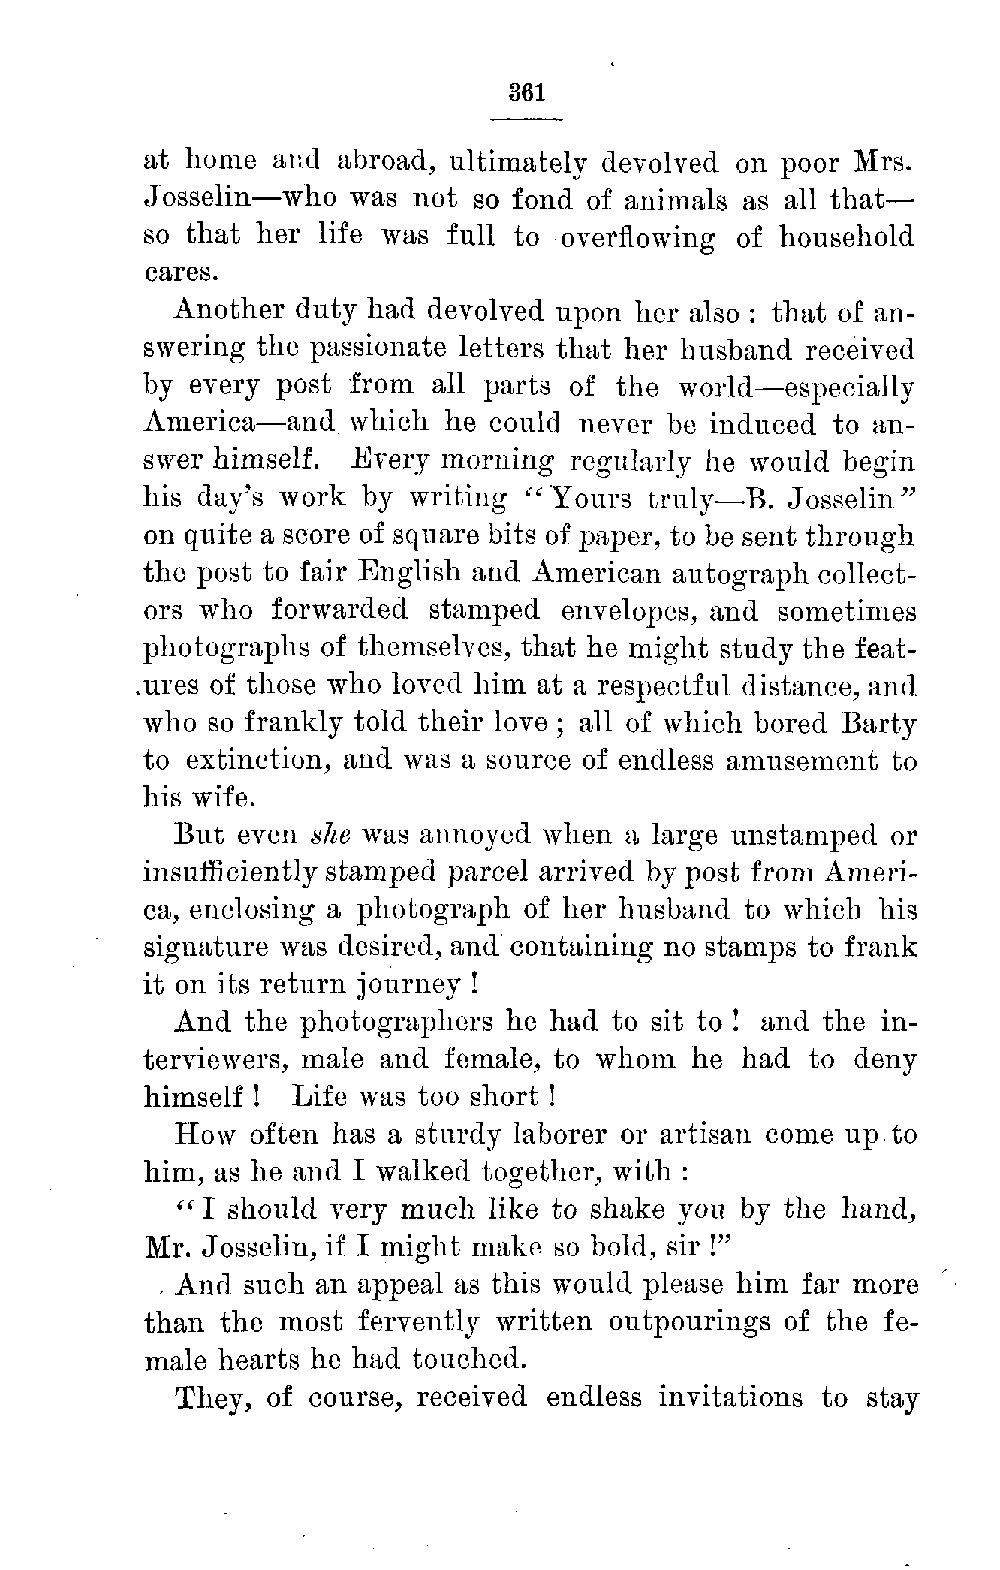 361
at home and abroad, ultimately devolved on poor Mrs.
Josselin—who was not so fond of animals as all that—
so that her life was full to overflowing of household
cares.
Another duty had devolved upon her also : that of an-
swering the passionate letters that her husband received
by every post from all parts of the world—especially
America—and which he could never be induced to an-
swer himself. Every morning regularly he would begin
his day's work by writing “Yours truly—B. Josselin”
on quite a score of square bits of paper, to be sent through
the post to fair English and American autograph collect-
ors who forwarded stamped envelopes, and sometimes
photographs of themselves, that he might study the feat-
ures of those who loved him at a respectful distance, and
who so frankly told their love ; all of which bored Barty
to extinction, and was a source of endless amusement to
his wife.
But even she was annoyed when a large unstamped or
insufficiently stamped parcel arrived by post from Ameri-
ca, enclosing a photograph of her husband to which his
signature was desired, and containing no stamps to frank
it on its return journey !
And the photographers he had to sit to ! and the in-
terviewers, male and female, to whom he had to deny
himself ! Life was too short !
How often has a sturdy laborer or artisan come up to
him, as he and I walked together, with :
“I should very much like to shake you by the hand,
Mr. Josselin, if I might make so bold, sir !”
And such an appeal as this would please him far more
than the most fervently written outpourings of the fe-
male hearts he had touched.
They, of course, received endless invitations to stay